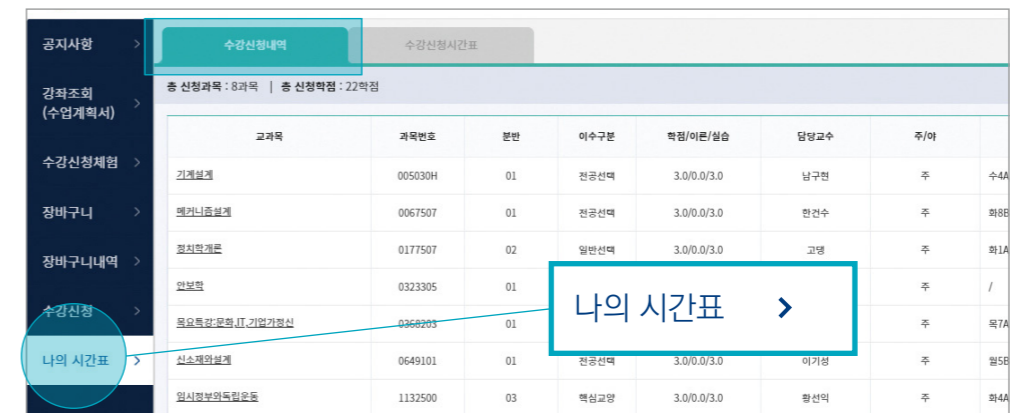 공지사항 >
강좌조회
(수업계획서) >
수강신청체험 >
장바구니 >
장바구니내역 >
수강신청 >
나의 시간표 >
수강신청내역 수강신청시간표
총 신청과목 : 8과목 | 총 신청학점 : 22학점
교과목 과목번호 분반 이수구분 학점/이론/실습 담당교수 주/야
기계설계 005030H 01 전공선택 3.0/0.0/3.0 남구현 주 수4A
메커니즘설계 0067507 01 전공선택 3.0/0.0/3.0 한건수 주 화8B
정치학개론 0177507 02 일반선택 3.0/0.0/3.0 고댕 주 화1A
안보학 0323305 01 주 /
목요특강:문화,IT,기업가정신 0368203 01 주 목7A
신소재와설계 0649101 01 전공선택 3.0/0.0/3.0 이기성 주 월5B
임시정부와독립운동 1132500 03 핵심교양 3.0/0.0/3.0 황선익 주 화4A
나의 시간표 >